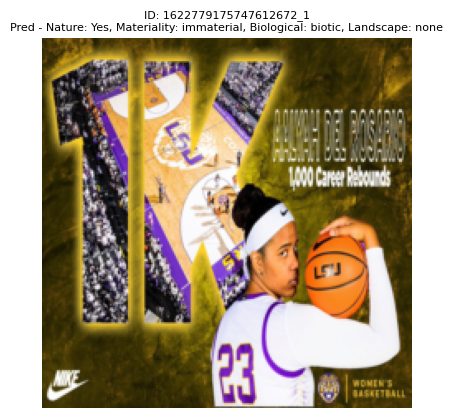 ID: 1622779175747612672_1
Pred - Nature: Yes, Materiality: immaterial, Biological: biotic, Landscape: none
1K
LSU
AALIYAH DEL ROSARIO
1,000 Career Rebounds
LSU
23
NIKE
WOMEN'S
BASKETBALL